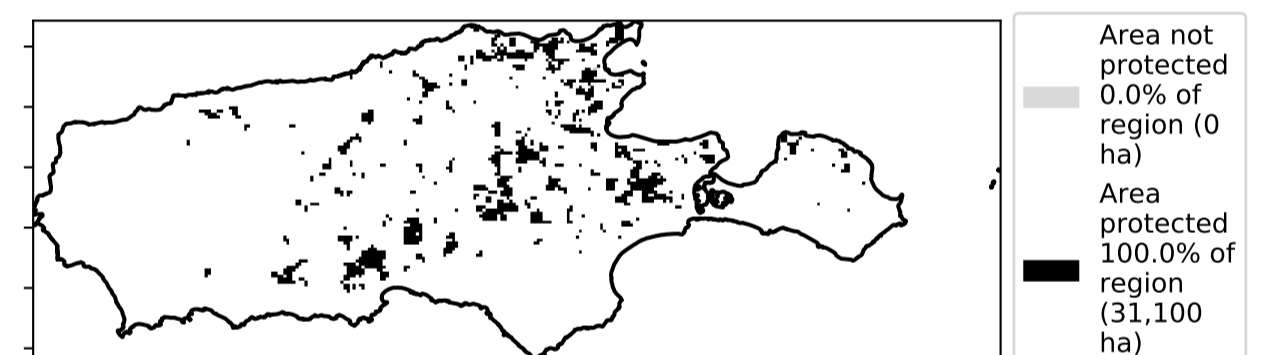 Area not
protected
0.0% of
region (0
ha)
Area
protected
100.0% of
region
(31,100
ha)